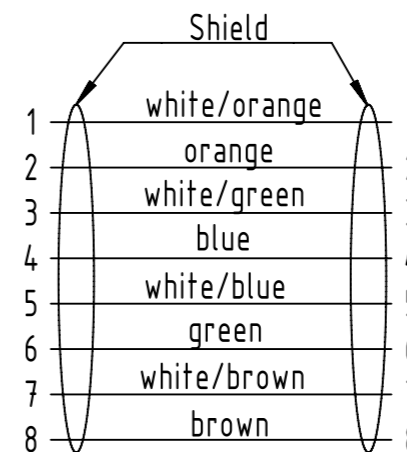 Shield
1 white/orange
2 orange
3 white/green
4 blue
5 white/blue
6 green
7 white/brown
8 brown